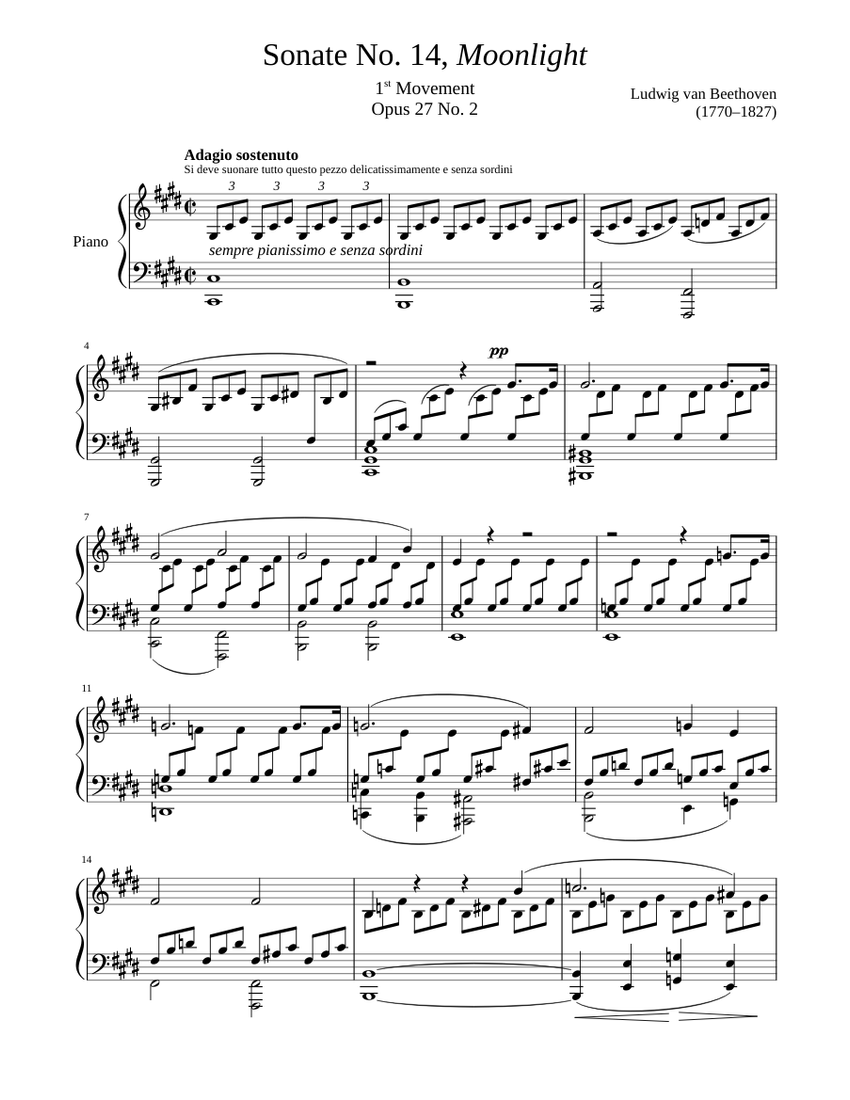 Sonate No. 14, Moonlight
1st Movement
Opus 27 No. 2
Ludwig van Beethoven
(1770–1827)
Adagio sostenuto
Si deve suonare tutto questo pezzo delicatissimamente e senza sordini
3 3 3 3
Piano
sempre pianissimo e senza sordini
4
pp
7
11
14